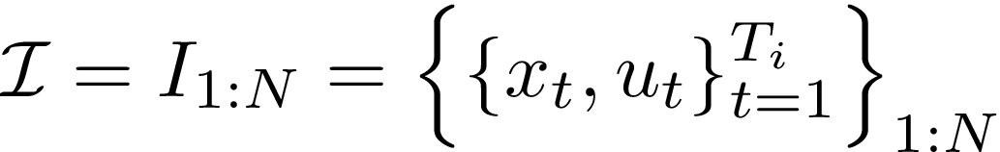 $\mathcal{I} = I_{1:N} = \left\{ \{x_t, u_t\}_{t=1}^{T_i} \right\}_{1:N}$